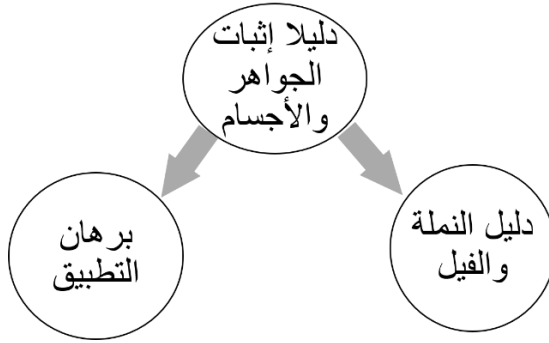 دليلا إثبات
الجواهر
والأجسام
دليل النملة
والفيل
برهان
التطبيق